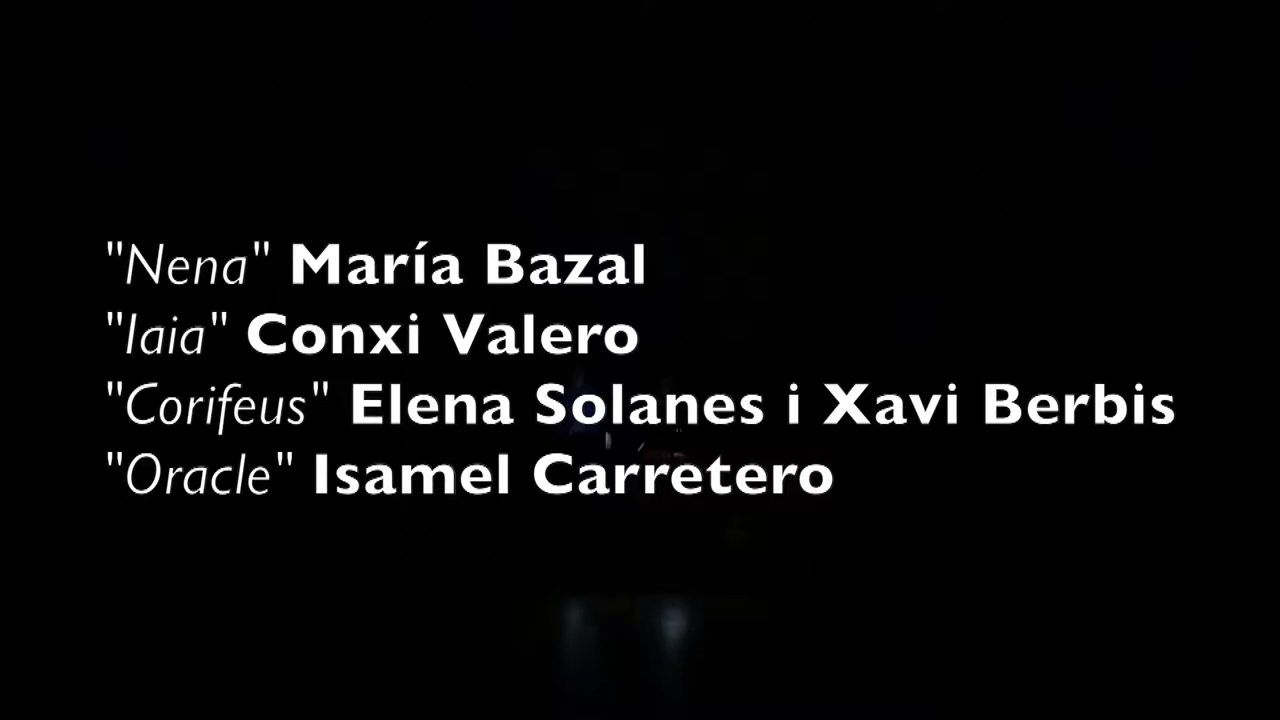 "Nena" María Bazal
"Iaia" Conxi Valero
"Corifeus" Elena Solanes i Xavi Berbis
"Oracle" Isamel Carretero